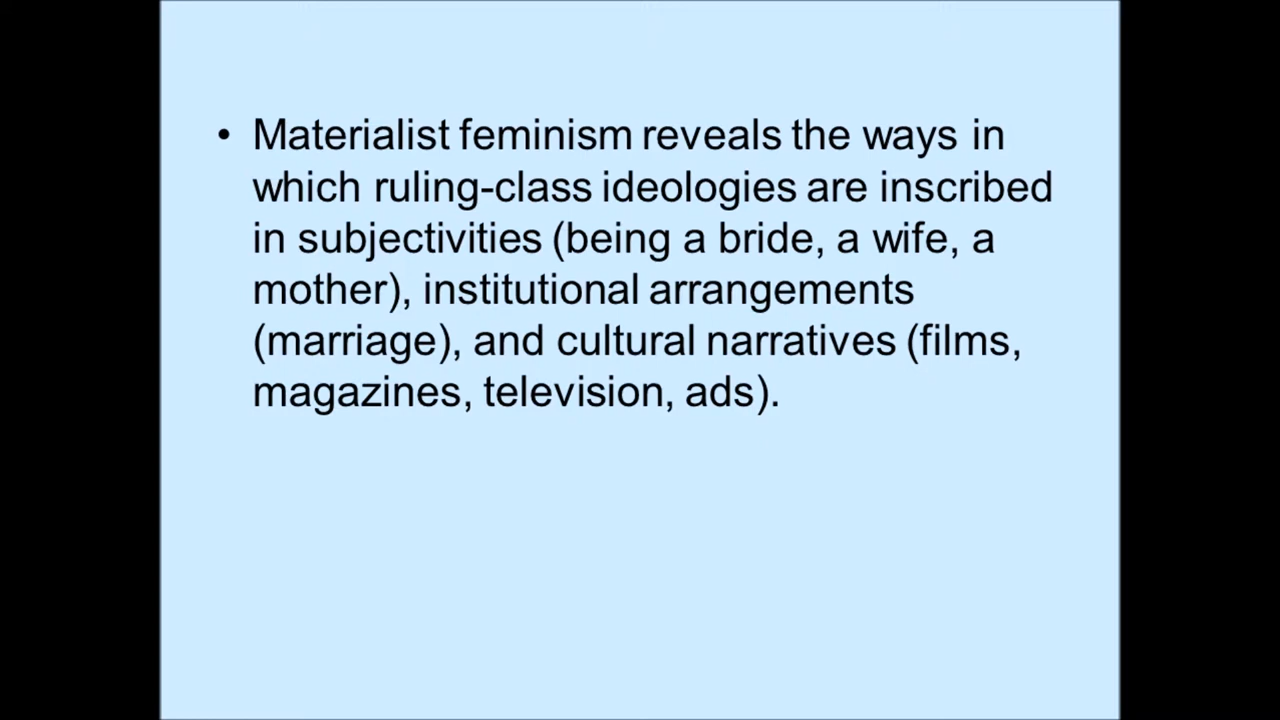 • Materialist feminism reveals the ways in
which ruling-class ideologies are inscribed
in subjectivities (being a bride, a wife, a
mother), institutional arrangements
(marriage), and cultural narratives (films,
magazines, television, ads).